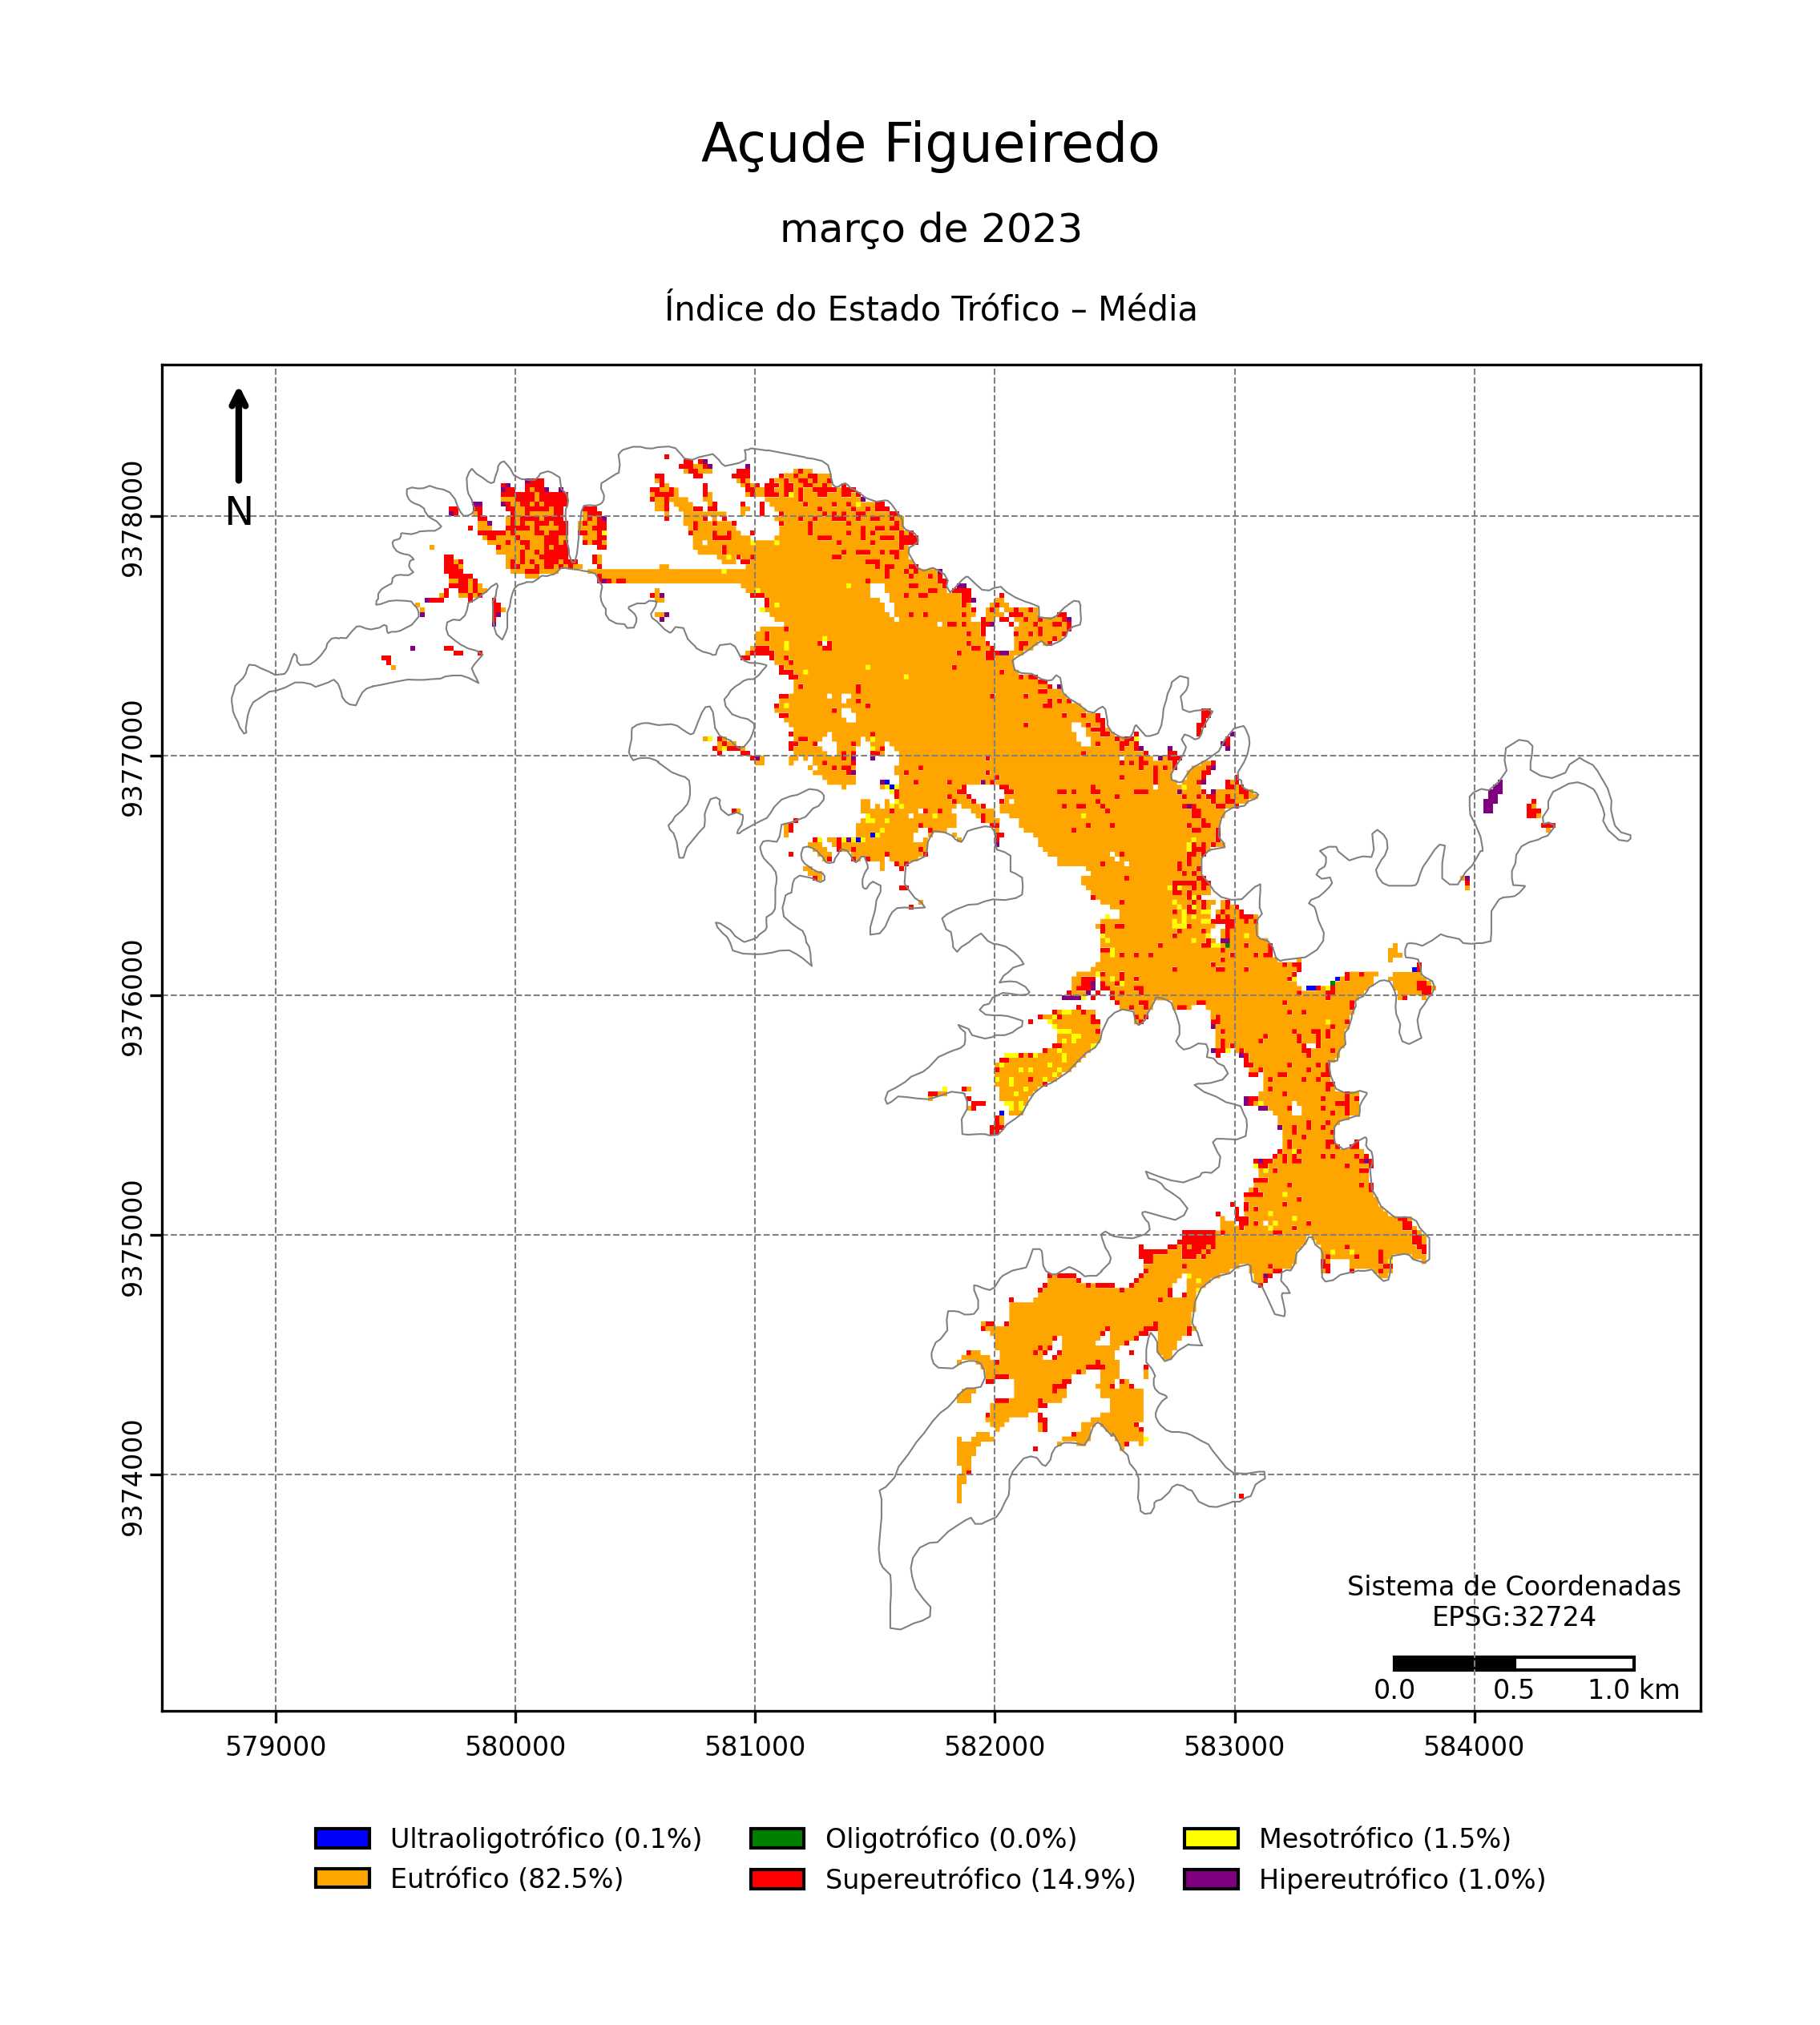 Açude Figueiredo
março de 2023
Índice do Estado Trófico – Média
N
9378000
9377000
9376000
9375000
9374000
Sistema de Coordenadas
EPSG:32724
0.0 0.5 1.0 km
579000 580000 581000 582000 583000 584000
Ultraoligotrófico (0.1%) Oligotrófico (0.0%) Mesotrófico (1.5%)
Eutrófico (82.5%) Supereutrófico (14.9%) Hipereutrófico (1.0%)